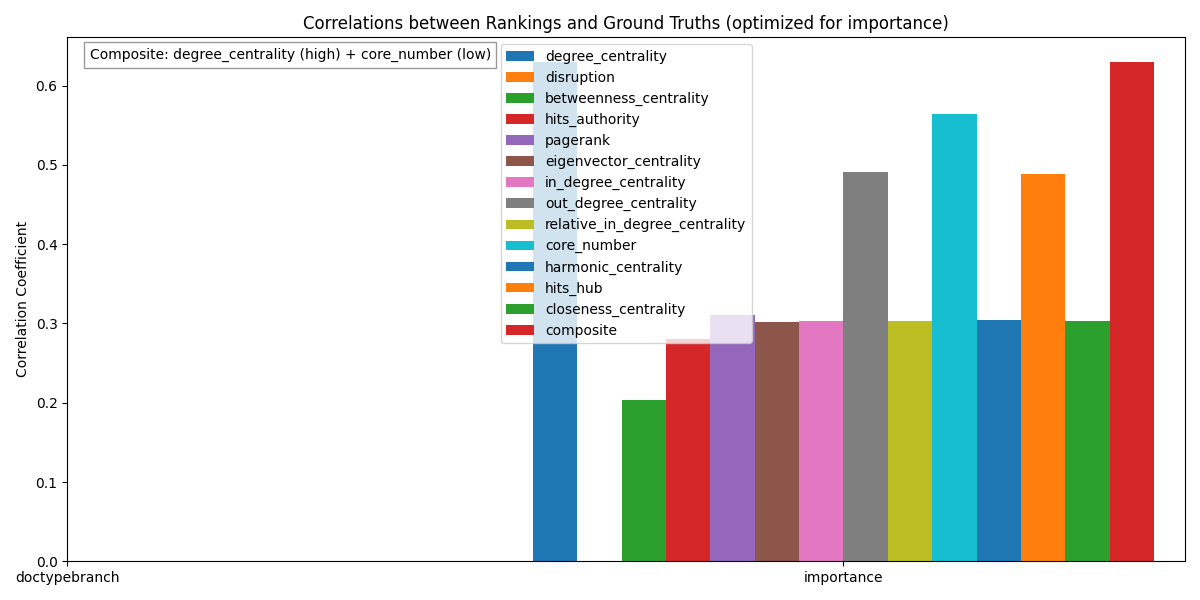 Correlations between Rankings and Ground Truths (optimized for importance)
Composite: degree_centrality (high) + core_number (low)
degree_centrality
disruption
betweenness_centrality
hits_authority
pagerank
eigenvector_centrality
in_degree_centrality
out_degree_centrality
relative_in_degree_centrality
core_number
harmonic_centrality
hits_hub
closeness_centrality
composite
Correlation Coefficient
0.6
0.5
0.4
0.3
0.2
0.1
0.0
doctypebranch
importance